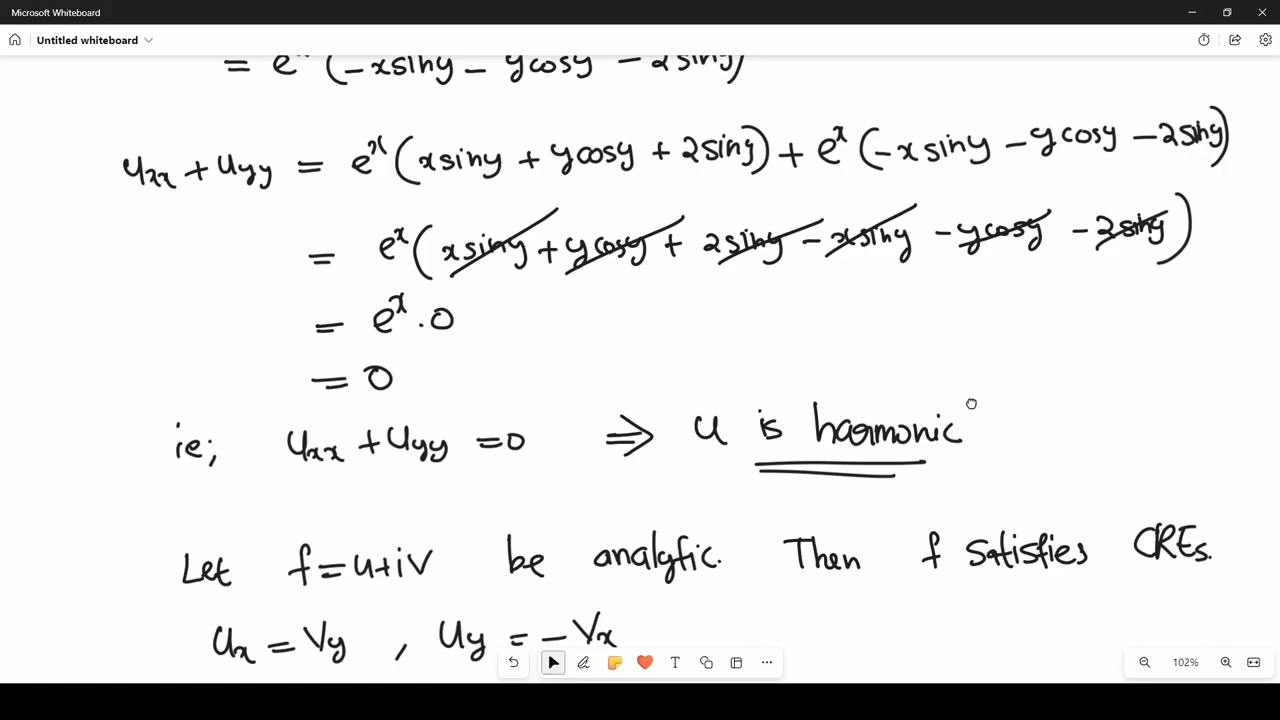 Microsoft Whiteboard
Untitled whiteboard
= e^x (-x sin y - y cos y - 2 sin y)
u_xx + u_yy = e^x (x sin y + y cos y + 2 sin y) + e^x (-x sin y - y cos y - 2 sin y)
= e^x (x sin y + y cos y + 2 sin y - x sin y - y cos y - 2 sin y)
= e^x . 0
= 0
ie; u_xx + u_yy = 0 ⇒ u is harmonic
Let f = u + iv be analytic. Then f satisfies CREs.
u_x = v_y , u_y = - v_x
102%